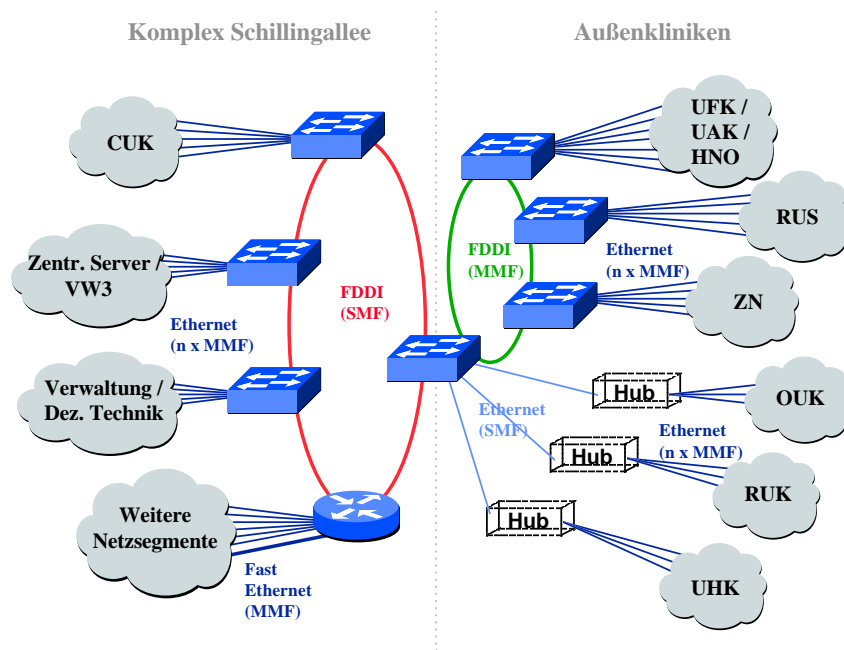 Komplex Schillingallee
Außenkliniken
CUK
UFK /
UAK /
HNO
RUS
Zentr. Server /
VW3
FDDI
(SMF)
FDDI
(MMF)
Ethernet
(n x MMF)
ZN
Ethernet
(n x MMF)
Verwaltung /
Dez. Technik
Hub
OUK
Ethernet
(SMF)
Ethernet
(n x MMF)
Hub
RUK
Weitere
Netzsegmente
Hub
Fast
Ethernet
(MMF)
UHK